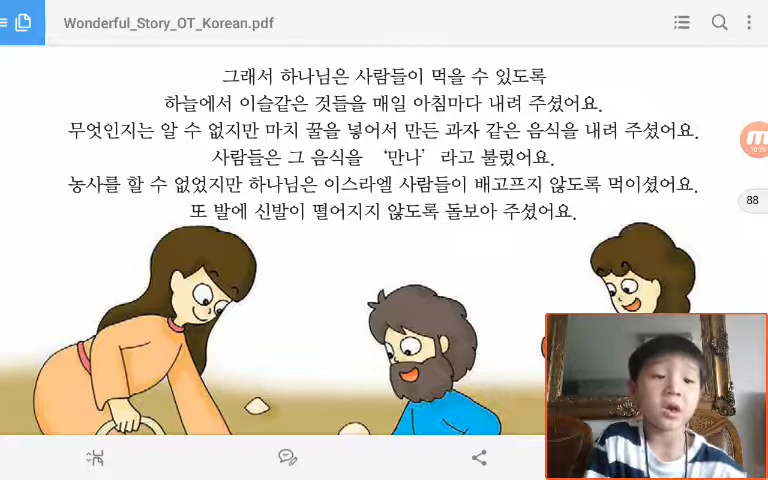 Wonderful_Story_OT_Korean.pdf
그래서 하나님은 사람들이 먹을 수 있도록
하늘에서 이슬같은 것들을 매일 아침마다 내려 주셨어요.
무엇인지는 알 수 없지만 마치 꿀을 넣어서 만든 과자 같은 음식을 내려 주셨어요.
사람들은 그 음식을 ‘만나’ 라고 불렀어요.
농사를 할 수 없었지만 하나님은 이스라엘 사람들이 배고프지 않도록 먹이셨어요.
또 발에 신발이 떨어지지 않도록 돌보아 주셨어요.
88